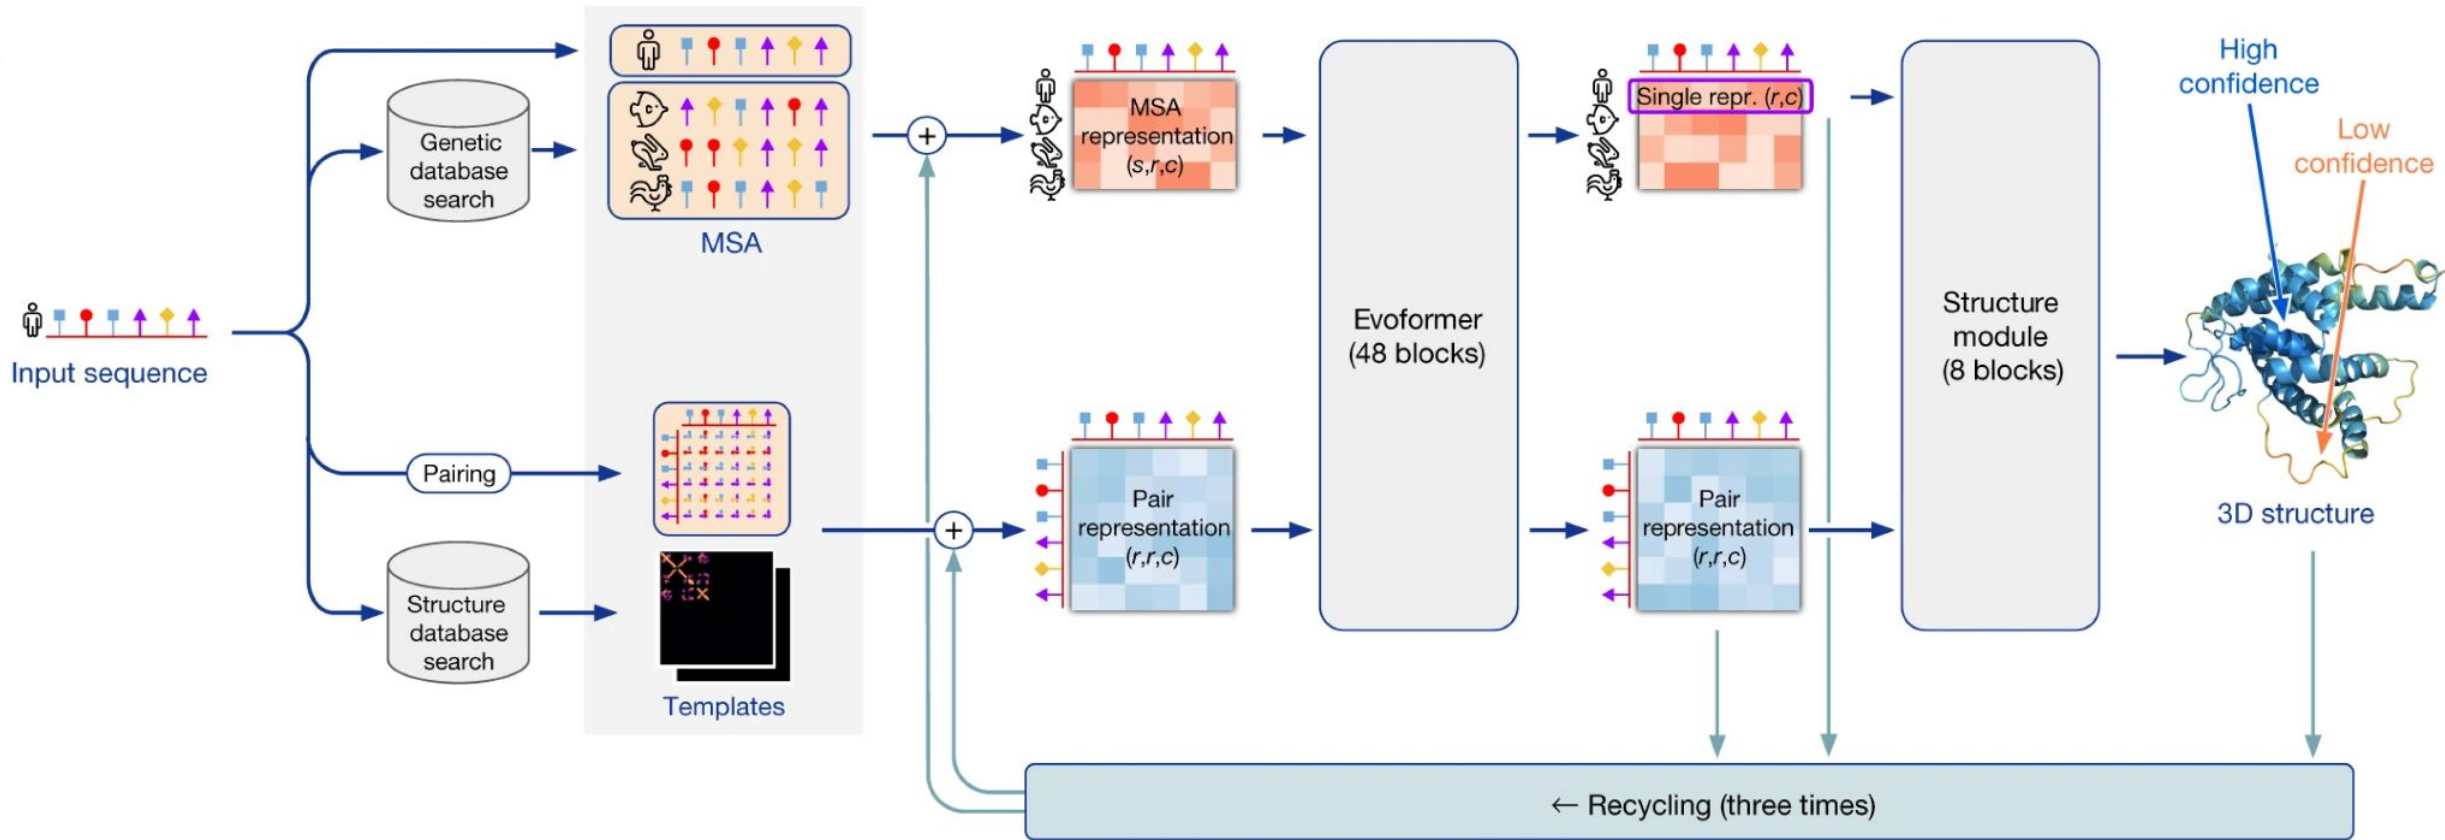 Input sequence
Genetic
database
search
MSA
Pairing
Structure
database
search
Templates
+
+
MSA
representation
(s,r,c)
Pair
representation
(r,r,c)
Evoformer
(48 blocks)
Single repr. (r,c)
Pair
representation
(r,r,c)
Structure
module
(8 blocks)
High
confidence
Low
confidence
3D structure
← Recycling (three times)